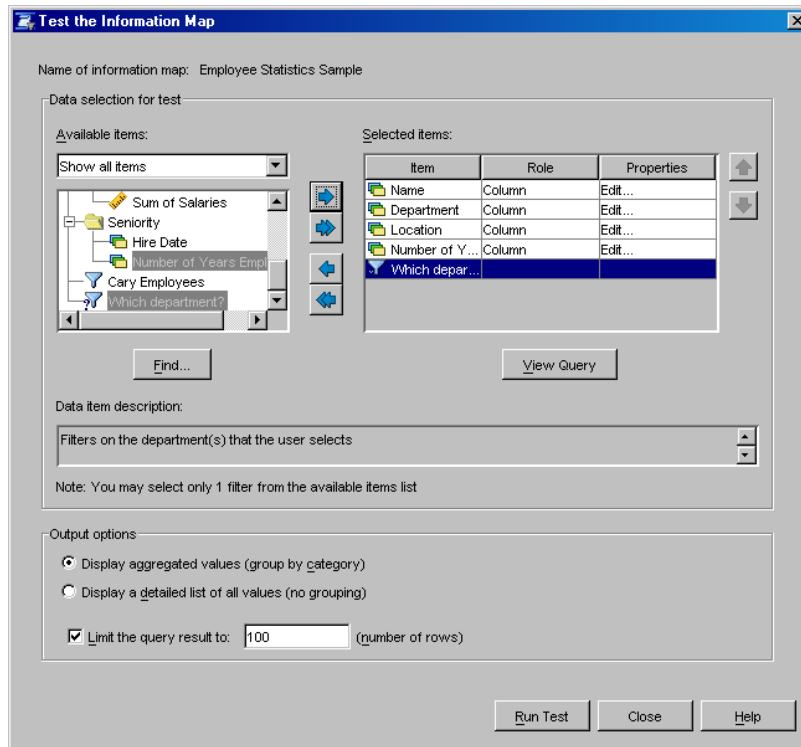 Test the Information Map
Name of information map: Employee Statistics Sample
Data selection for test
Available items:
Show all items
Sum of Salaries
Seniority
Hire Date
Number of Years Empl
Cary Employees
Which department?
Find...
Selected items:
Item Role Properties
Name Column Edit...
Department Column Edit...
Location Column Edit...
Number of Y... Column Edit...
Which depar...
View Query
Data item description:
Filters on the department(s) that the user selects
Note: You may select only 1 filter from the available items list
Output options
Display aggregated values (group by category)
Display a detailed list of all values (no grouping)
Limit the query result to: 100 (number of rows)
Run Test Close Help